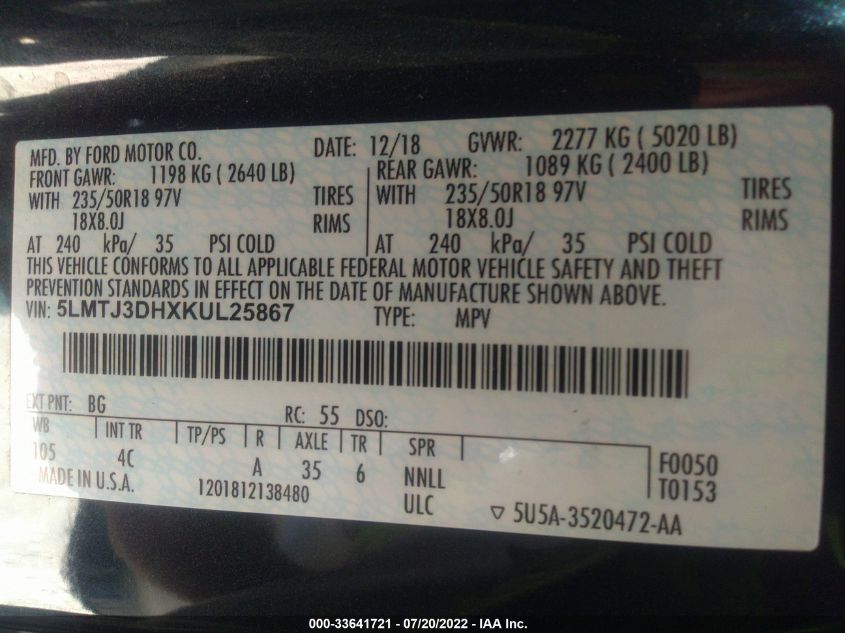 MFD. BY FORD MOTOR CO. DATE: 12/18 GVWR: 2277 KG ( 5020 LB)
FRONT GAWR: 1198 KG ( 2640 LB) REAR GAWR: 1089 KG ( 2400 LB)
WITH 235/50R18 97V TIRES WITH 235/50R18 97V TIRES
18X8.0J RIMS 18X8.0J RIMS
AT 240 kPa/ 35 PSI COLD AT 240 kPa/ 35 PSI COLD
THIS VEHICLE CONFORMS TO ALL APPLICABLE FEDERAL MOTOR VEHICLE SAFETY AND THEFT
PREVENTION STANDARDS IN EFFECT ON THE DATE OF MANUFACTURE SHOWN ABOVE.
VIN: 5LMTJ3DHXKUL25867 TYPE: MPV
EXT PNT: BG RC: 55 DSO:
WB INT TR TP/PS R AXLE TR SPR
105 4C A 35 6 NNLL F0050
MADE IN U.S.A. 1201812138480 ULC T0153
▽ 5U5A-3520472-AA
000-33641721 / 07/20/2022 - IAA Inc.